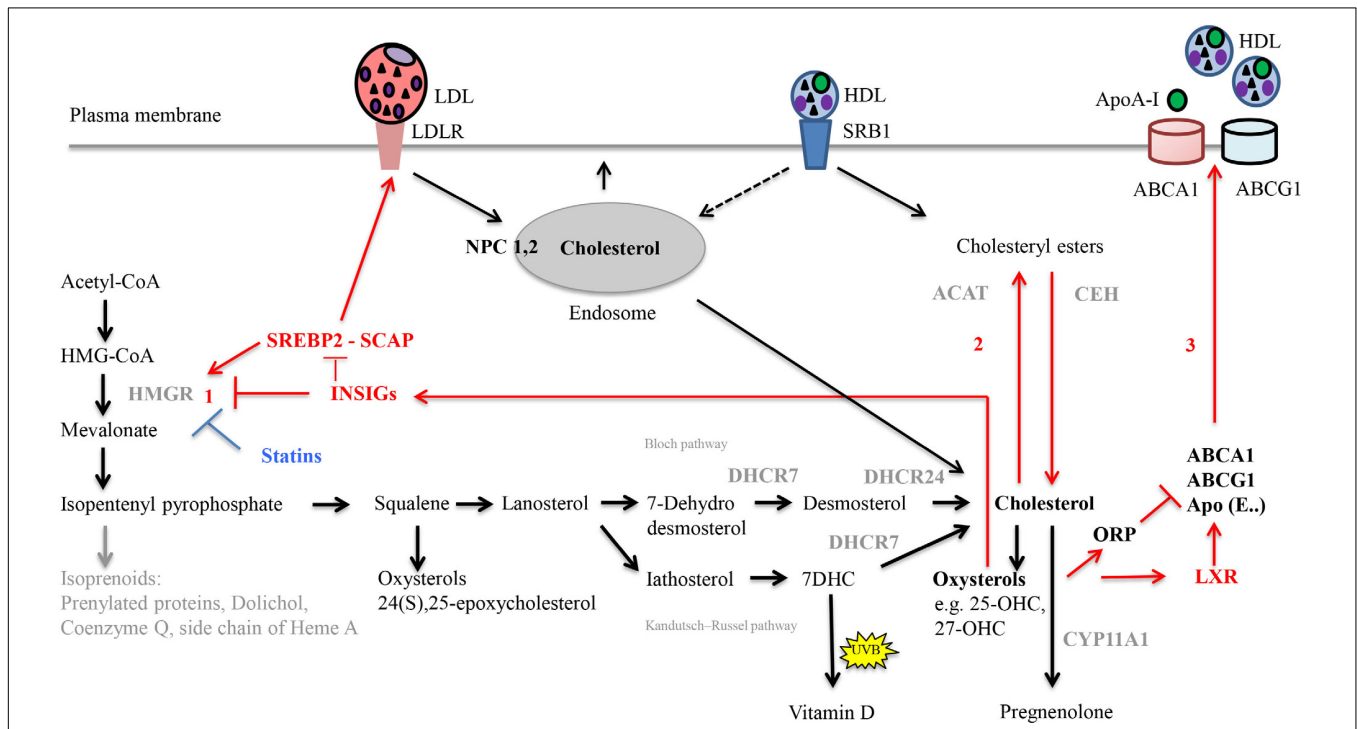 HDL
LDL
HDL
ApoA-I
Plasma membrane
LDLR
SRB1
ABCA1
ABCG1
NPC 1,2
Cholesterol
Cholesteryl esters
Acetyl-CoA
ACAT
CEH
Endosome
SREBP2 - SCAP
2
3
HMG-CoA
HMGR
1
INSIGs
Mevalonate
Statins
Bloch pathway
ABCA1
ABCG1
Apo (E..)
DHCR7
DHCR24
Isopentenyl pyrophosphate
Squalene
Lanosterol
7-Dehydro
desmosterol
Desmosterol
Cholesterol
ORP
DHCR7
Isoprenoids:
Prenylated proteins, Dolichol,
Coenzyme Q, side chain of Heme A
Oxysterols
24(S),25-epoxycholesterol
Iathosterol
7DHC
Oxysterols
e.g. 25-OHC,
27-OHC
LXR
Kandutsch–Russel pathway
CYP11A1
UVB
Vitamin D
Pregnenolone